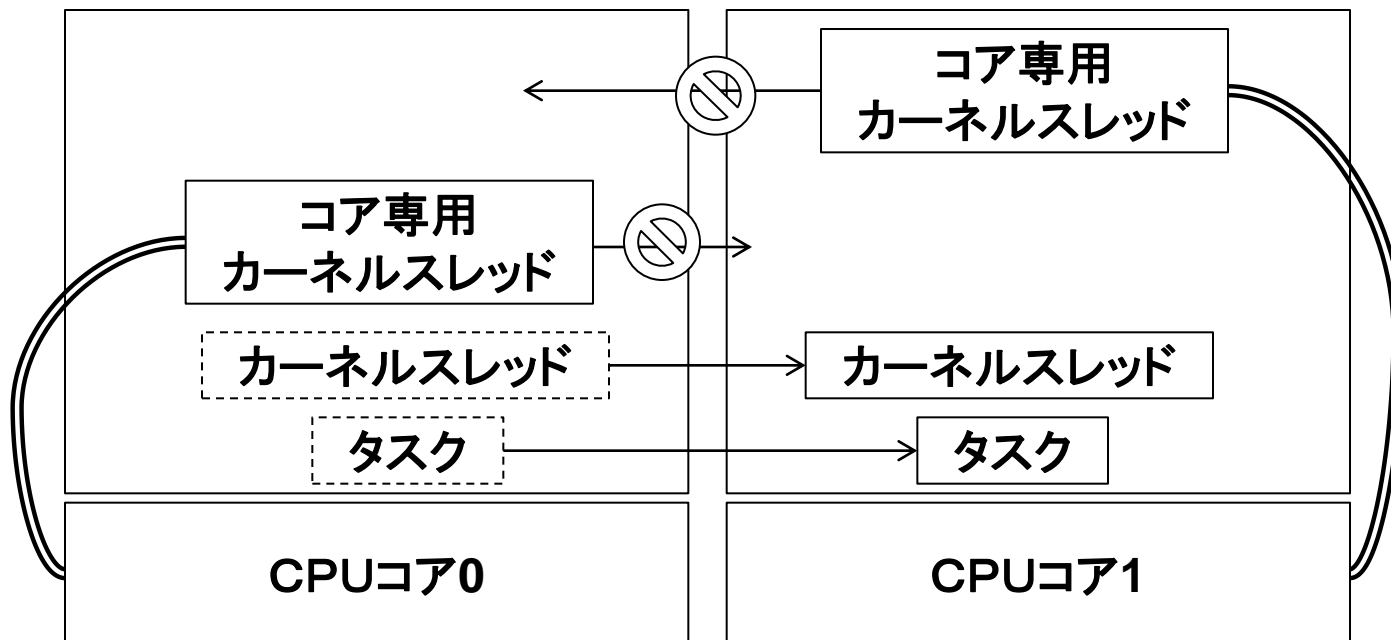 コア専用
カーネルスレッド
コア専用
カーネルスレッド
カーネルスレッド
カーネルスレッド
タスク
タスク
ＣＰＵコア0
ＣＰＵコア1